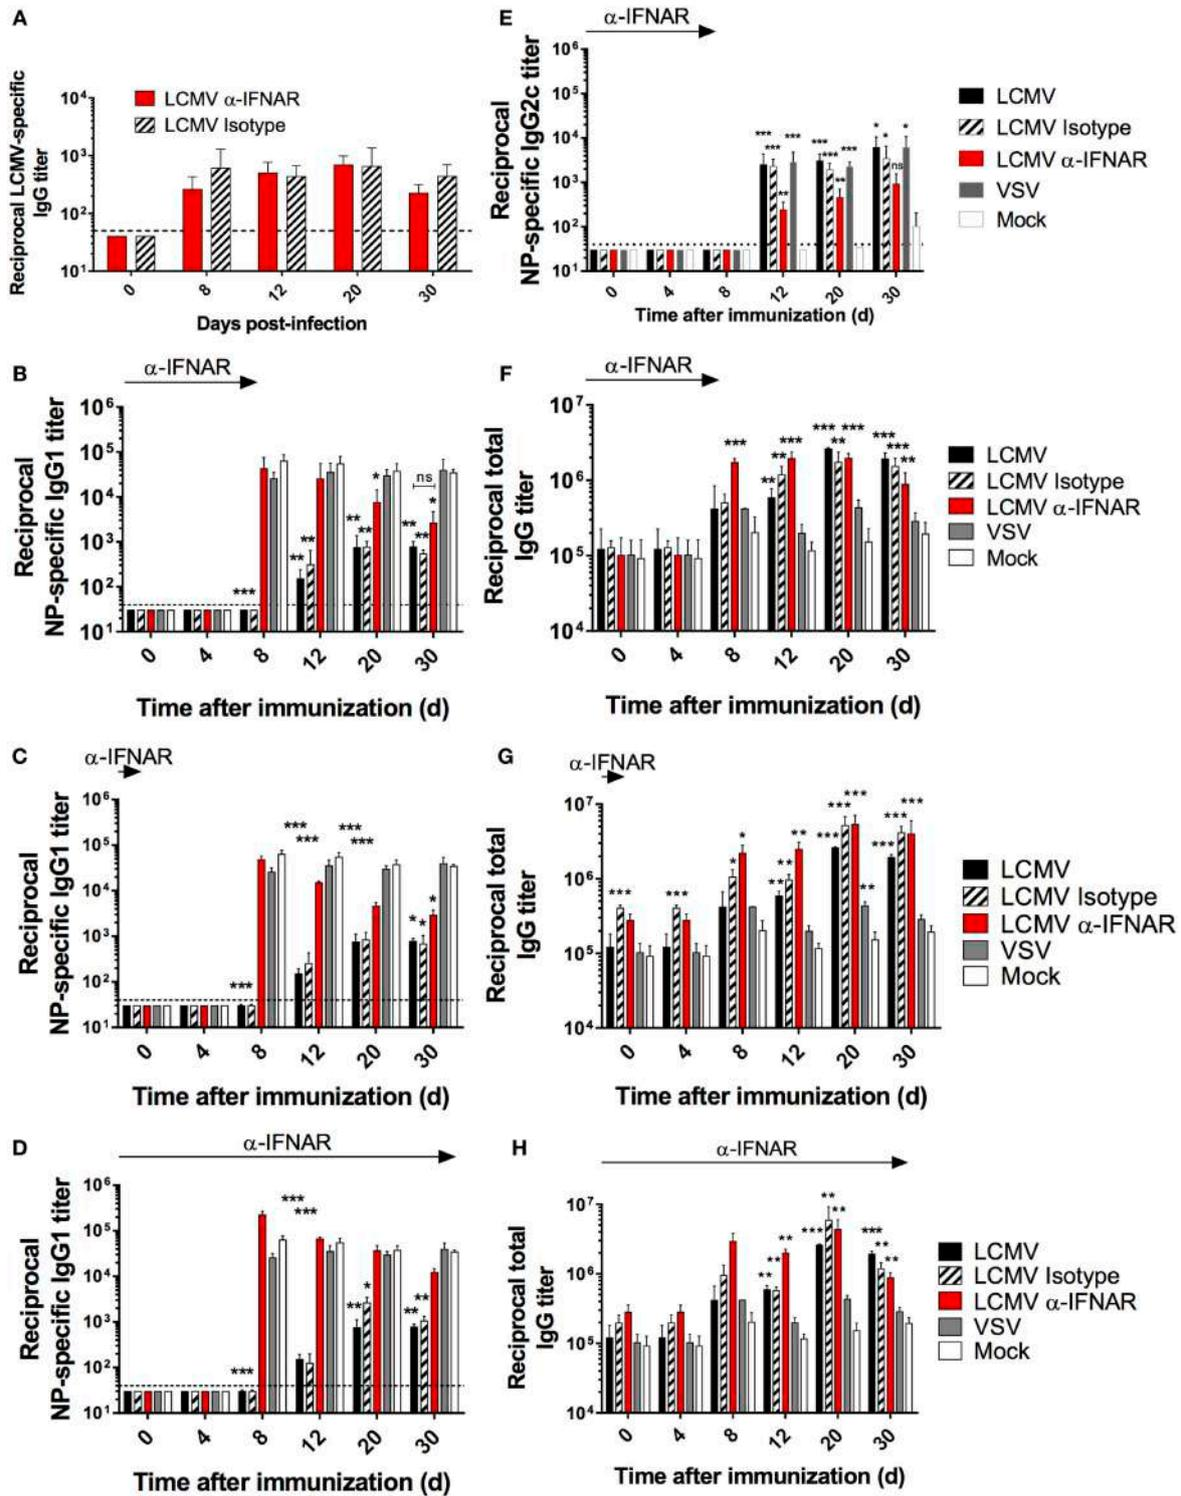 A
Reciprocal LCMV-specific
IgG titer
10⁴
10³
10²
10¹
LCMV α-IFNAR
LCMV Isotype
0
8
12
20
30
Days post-infection
E
α-IFNAR
Reciprocal
NP-specific IgG2c titer
10⁶
10⁵
10⁴
10³
10²
10¹
*** *** ** ***
*** *** ** ***
* * ns *
0
4
8
12
20
30
Time after immunization (d)
LCMV
LCMV Isotype
LCMV α-IFNAR
VSV
Mock
B
α-IFNAR
Reciprocal
NP-specific IgG1 titer
10⁶
10⁵
10⁴
10³
10²
10¹
***
** **
** ** *
ns
** ** *
0
4
8
12
20
30
Time after immunization (d)
F
α-IFNAR
Reciprocal total
IgG titer
10⁷
10⁶
10⁵
10⁴
***
** ** ***
*** ** ***
*** *** **
0
4
8
12
20
30
Time after immunization (d)
LCMV
LCMV Isotype
LCMV α-IFNAR
VSV
Mock
C
α-IFNAR
Reciprocal
NP-specific IgG1 titer
10⁶
10⁵
10⁴
10³
10²
10¹
***
*** ***
*** ***
* * *
0
4
8
12
20
30
Time after immunization (d)
G
α-IFNAR
Reciprocal total
IgG titer
10⁷
10⁶
10⁵
10⁴
***
***
* *
** ** **
*** *** *** **
*** *** ***
0
4
8
12
20
30
Time after immunization (d)
LCMV
LCMV Isotype
LCMV α-IFNAR
VSV
Mock
D
α-IFNAR
Reciprocal
NP-specific IgG1 titer
10⁶
10⁵
10⁴
10³
10²
10¹
***
*** ***
** *
** **
0
4
8
12
20
30
Time after immunization (d)
H
α-IFNAR
Reciprocal total
IgG titer
10⁷
10⁶
10⁵
10⁴
** ** **
*** ** **
*** ** **
0
4
8
12
20
30
Time after immunization (d)
LCMV
LCMV Isotype
LCMV α-IFNAR
VSV
Mock